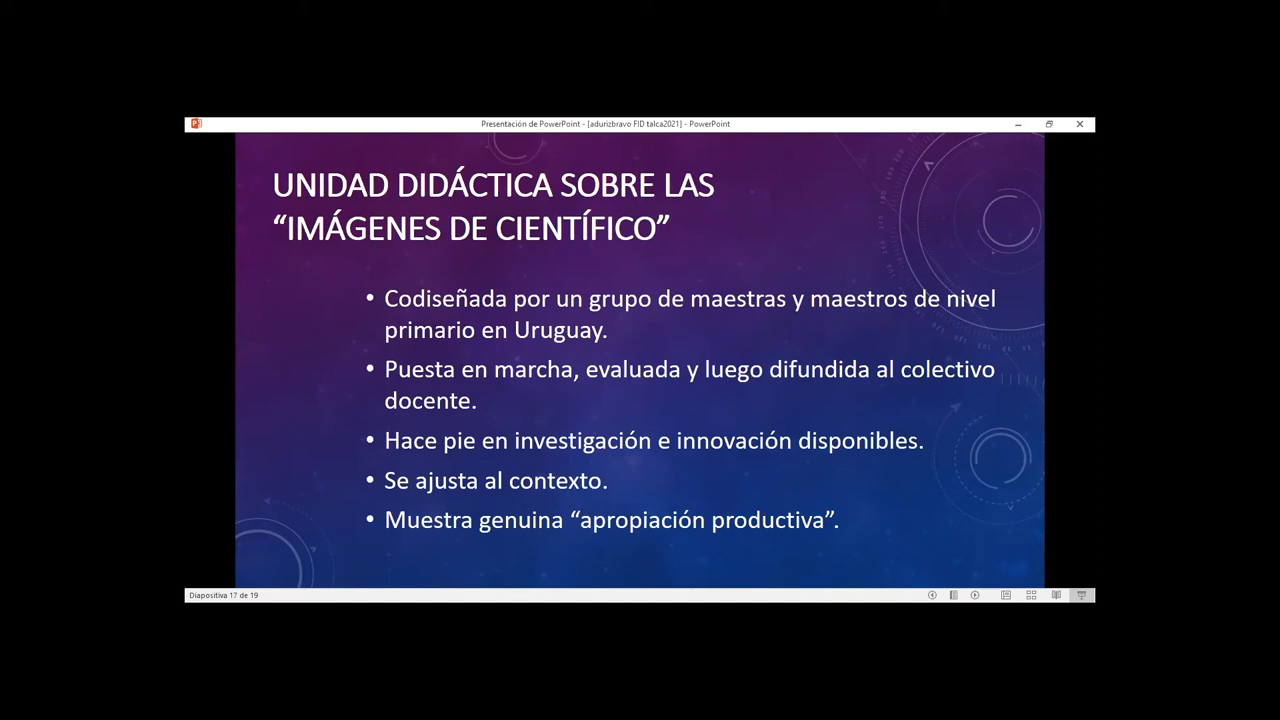 Presentación de PowerPoint - [adurizbravo FID talca2021] - PowerPoint
UNIDAD DIDÁCTICA SOBRE LAS
“IMÁGENES DE CIENTÍFICO”
• Codiseñada por un grupo de maestras y maestros de nivel
primario en Uruguay.
• Puesta en marcha, evaluada y luego difundida al colectivo
docente.
• Hace pie en investigación e innovación disponibles.
• Se ajusta al contexto.
• Muestra genuina “apropiación productiva”.
Diapositiva 17 de 19